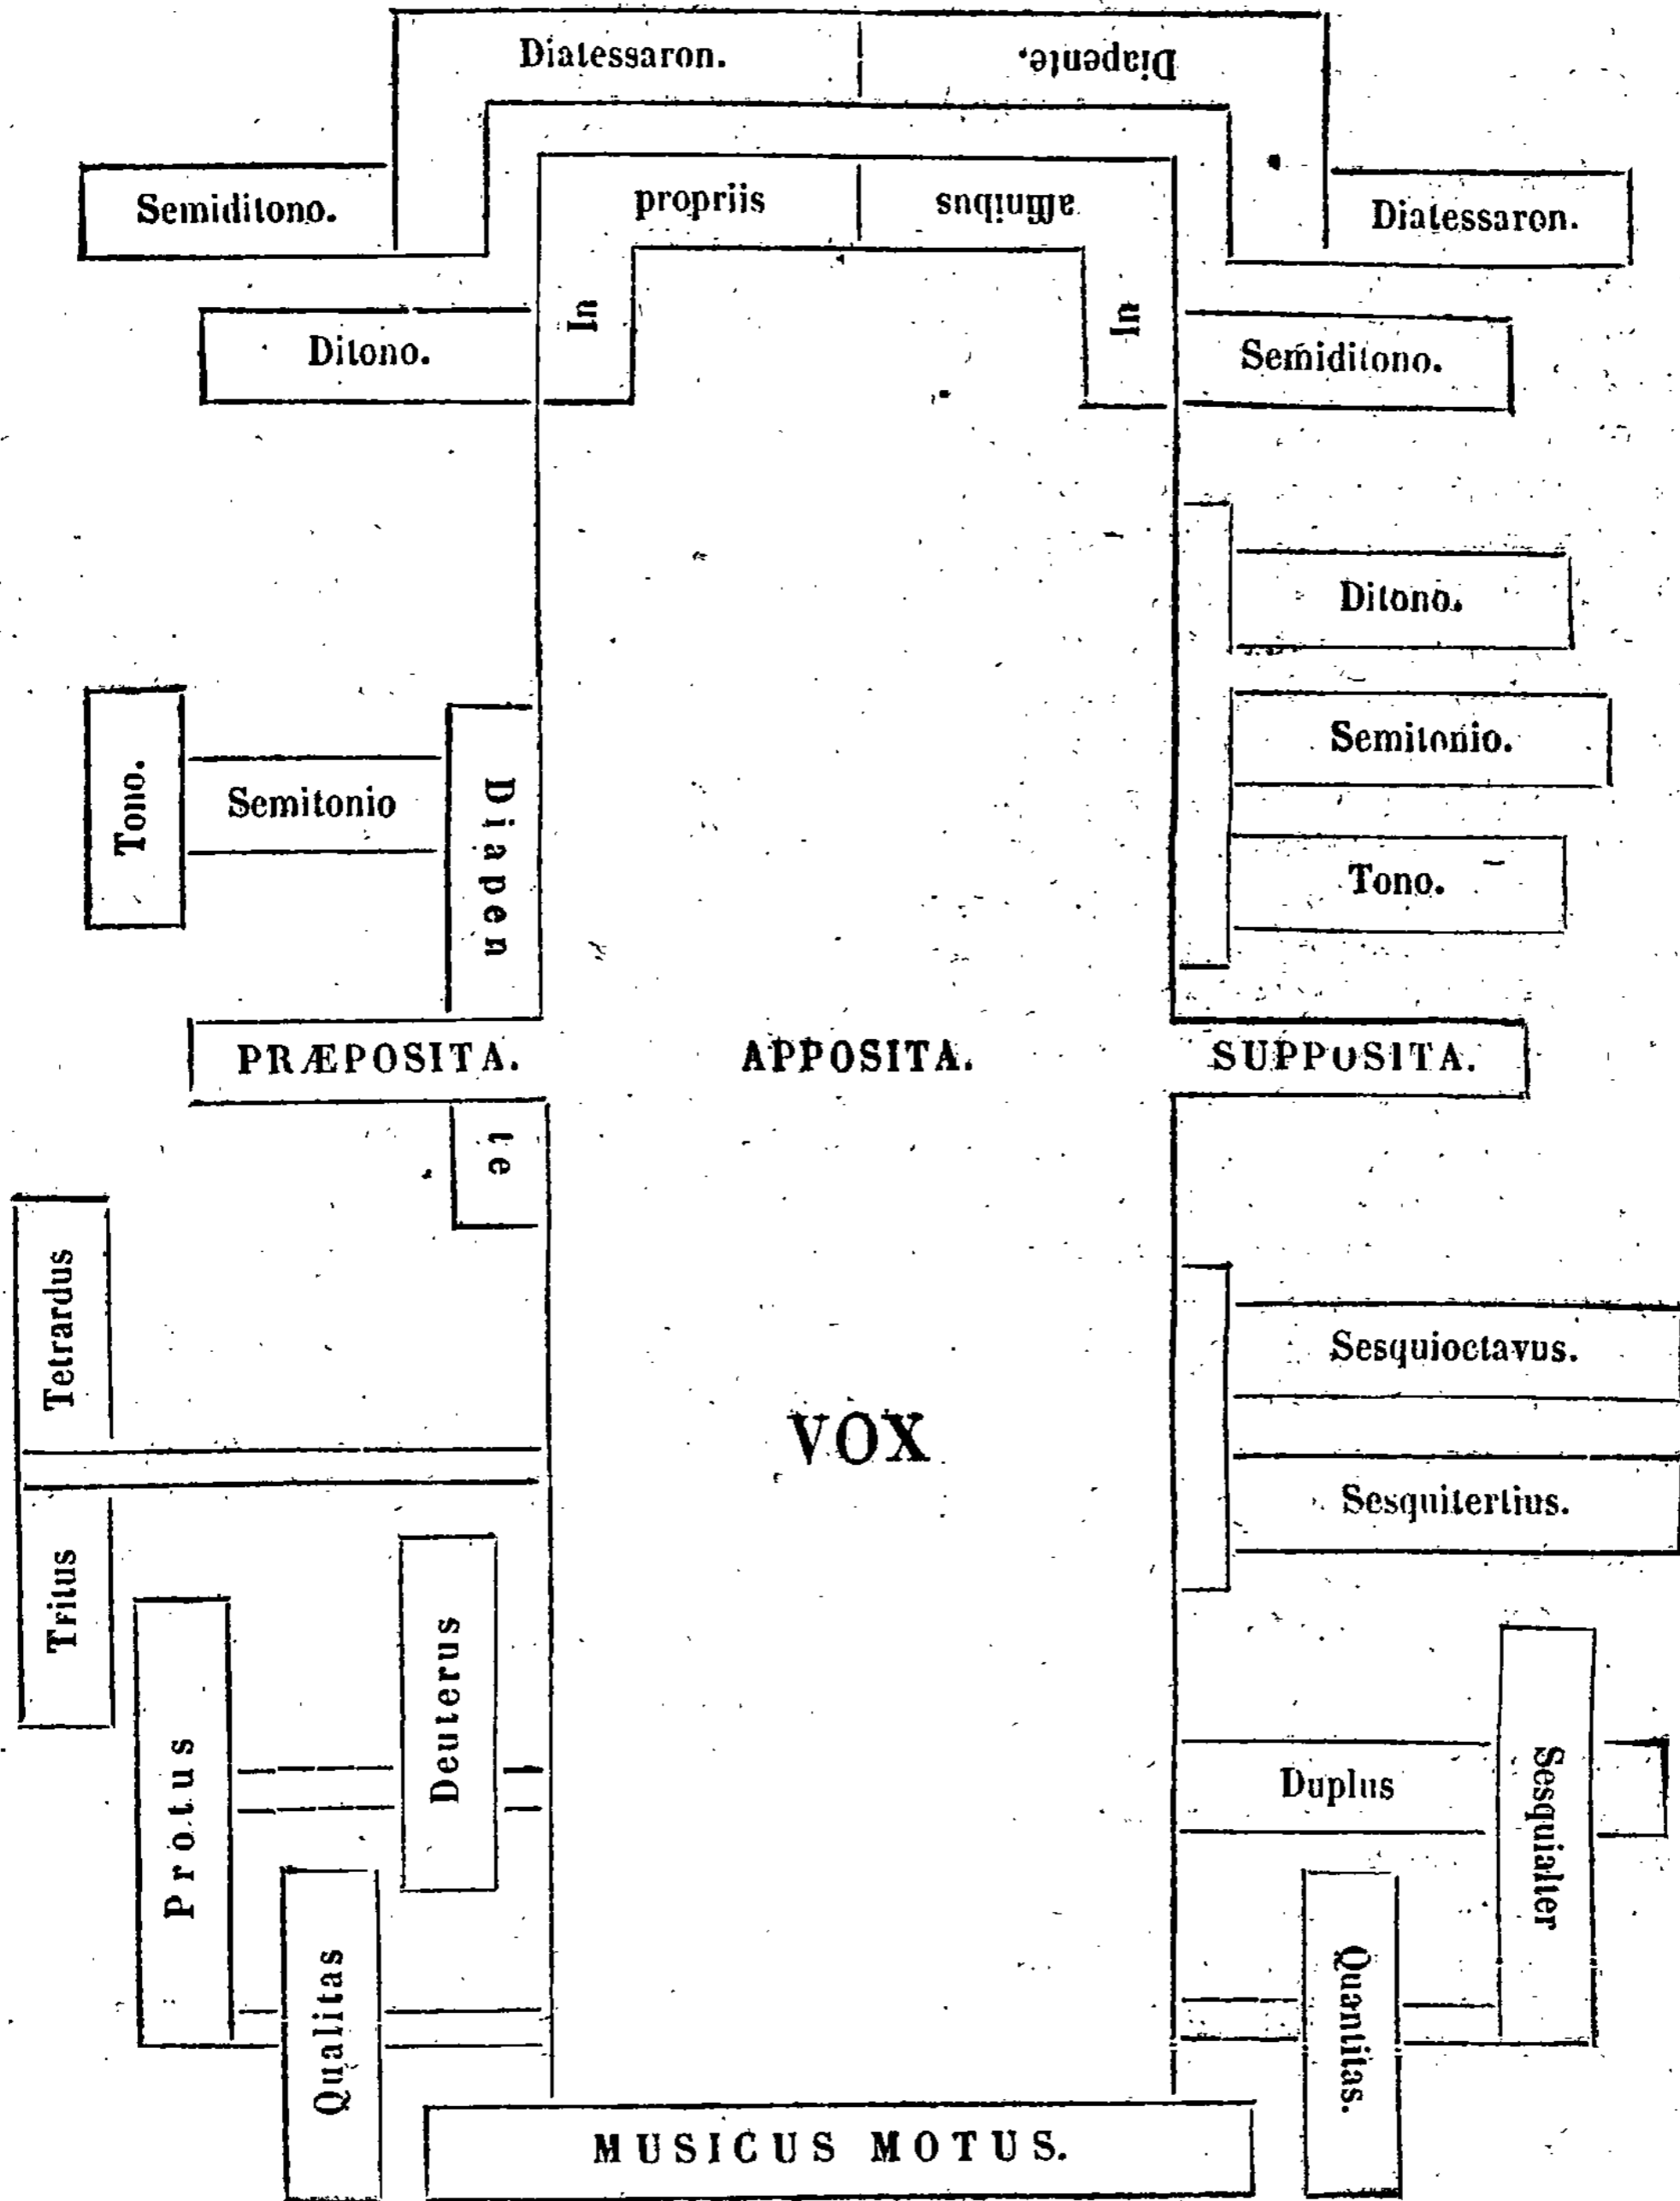 Diatessaron.
Diapente.
Semiditono.
In propriis
In affinibus
Diatessaron.
Ditono.
Semiditono.
Ditono.
Semitonio.
Tono.
Tono.
Semitonio
Diapen
PRÆPOSITA.
APPOSITA.
SUPPOSITA.
te
Tetrardus
Sesquioctavus.
VOX
Sesquitertius.
Tritus
Protus
Deuterus
Duplus
Sesquialter
Qualitas
Quantitas.
MUSICUS MOTUS.